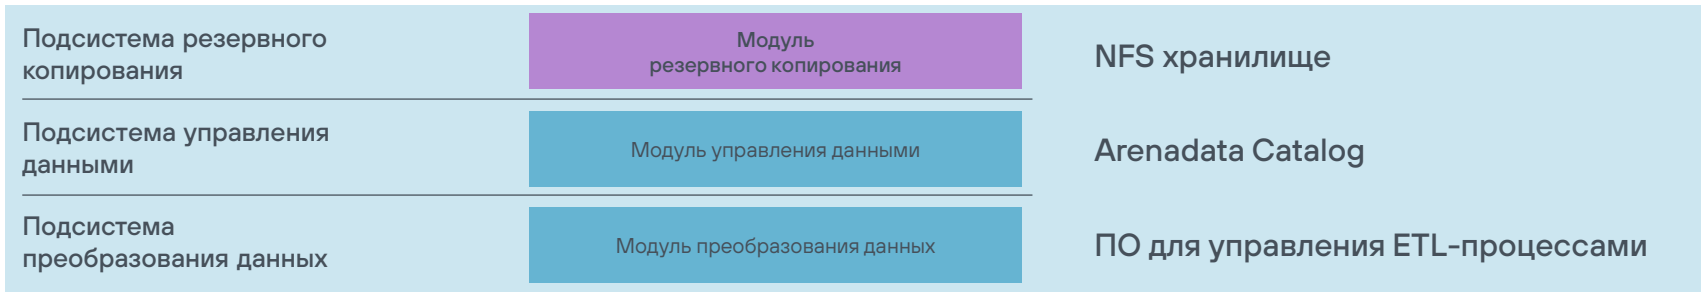 Подсистема резервного
копирования
Модуль
резервного копирования
NFS хранилище
Подсистема управления
данными
Модуль управления данными
Arenadata Catalog
Подсистема
преобразования данных
Модуль преобразования данных
ПО для управления ETL-процессами